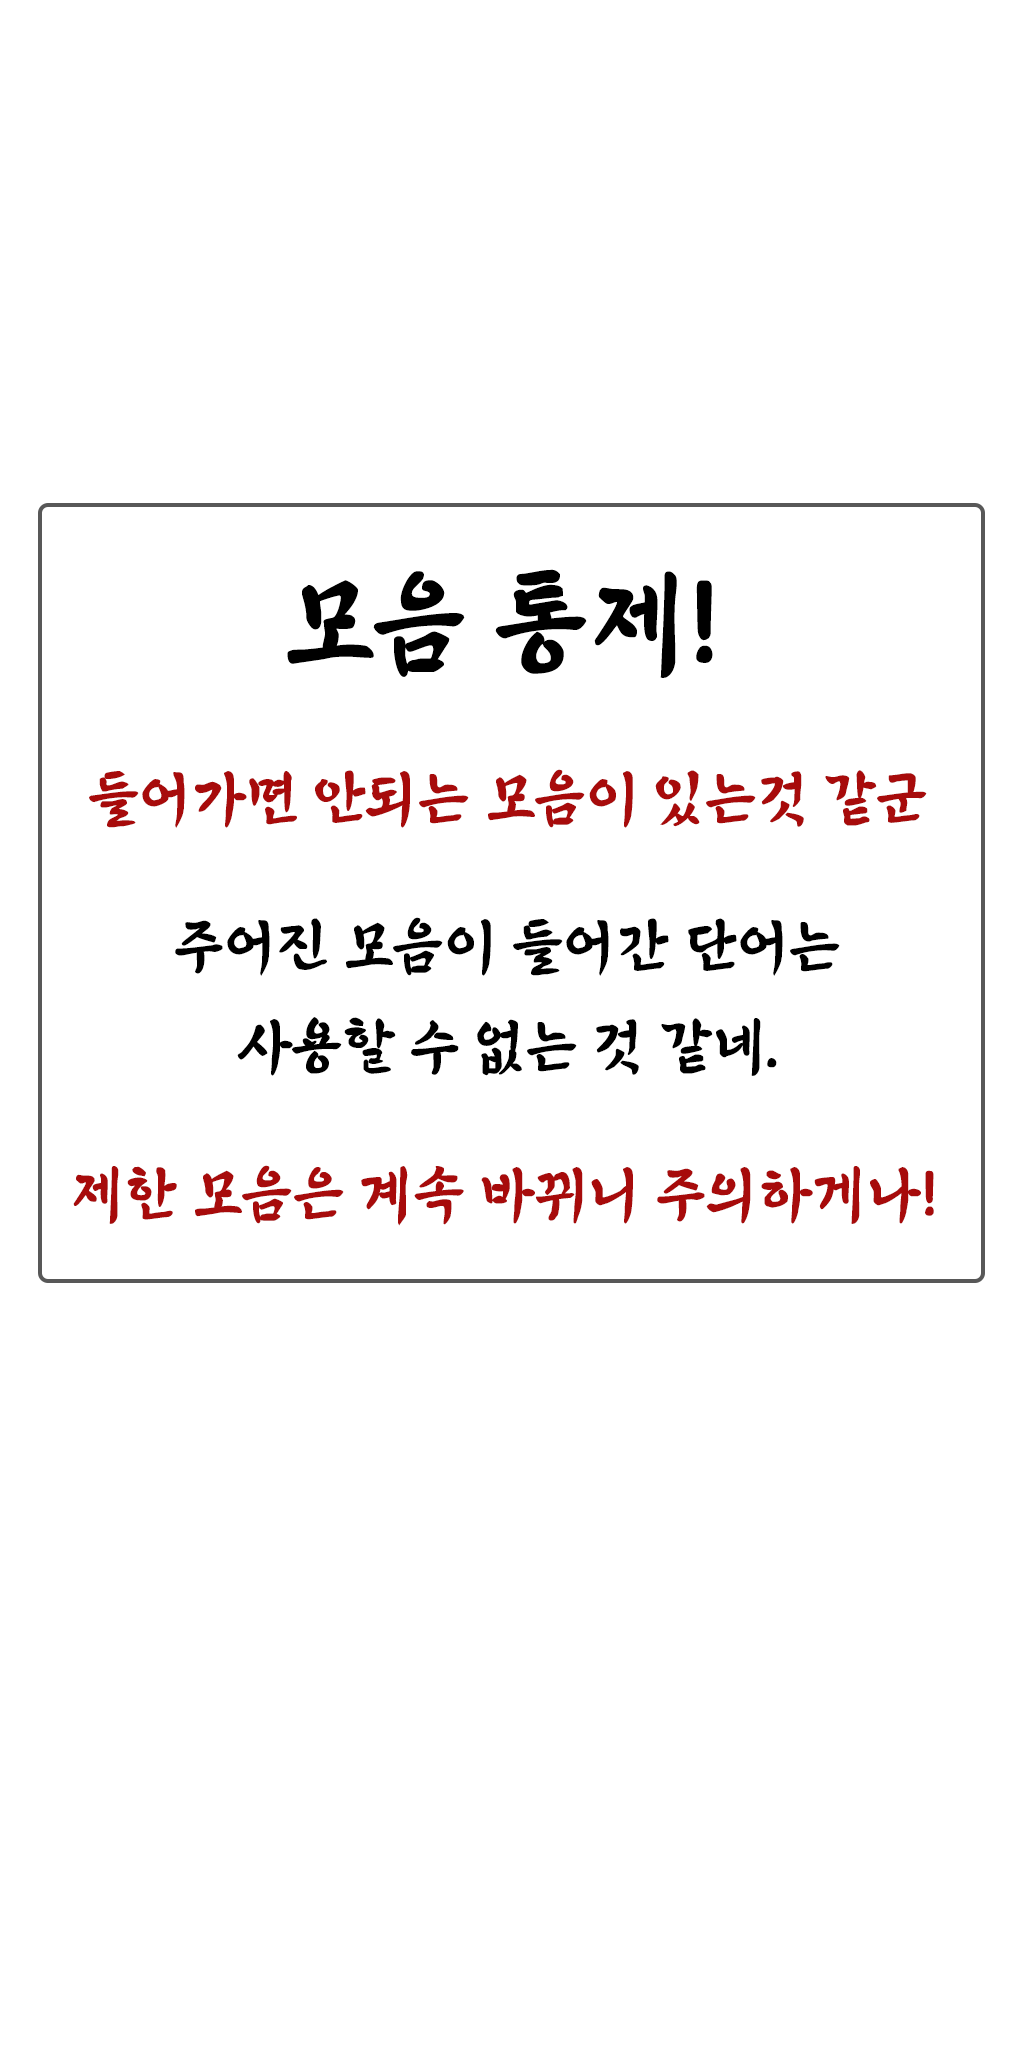 모음 통제!
들어가면 안되는 모음이 있는것 같군
주어진 모음이 들어간 단어는
사용할 수 없는 것 같네.
제한 모음은 계속 바뀌니 주의하게나!